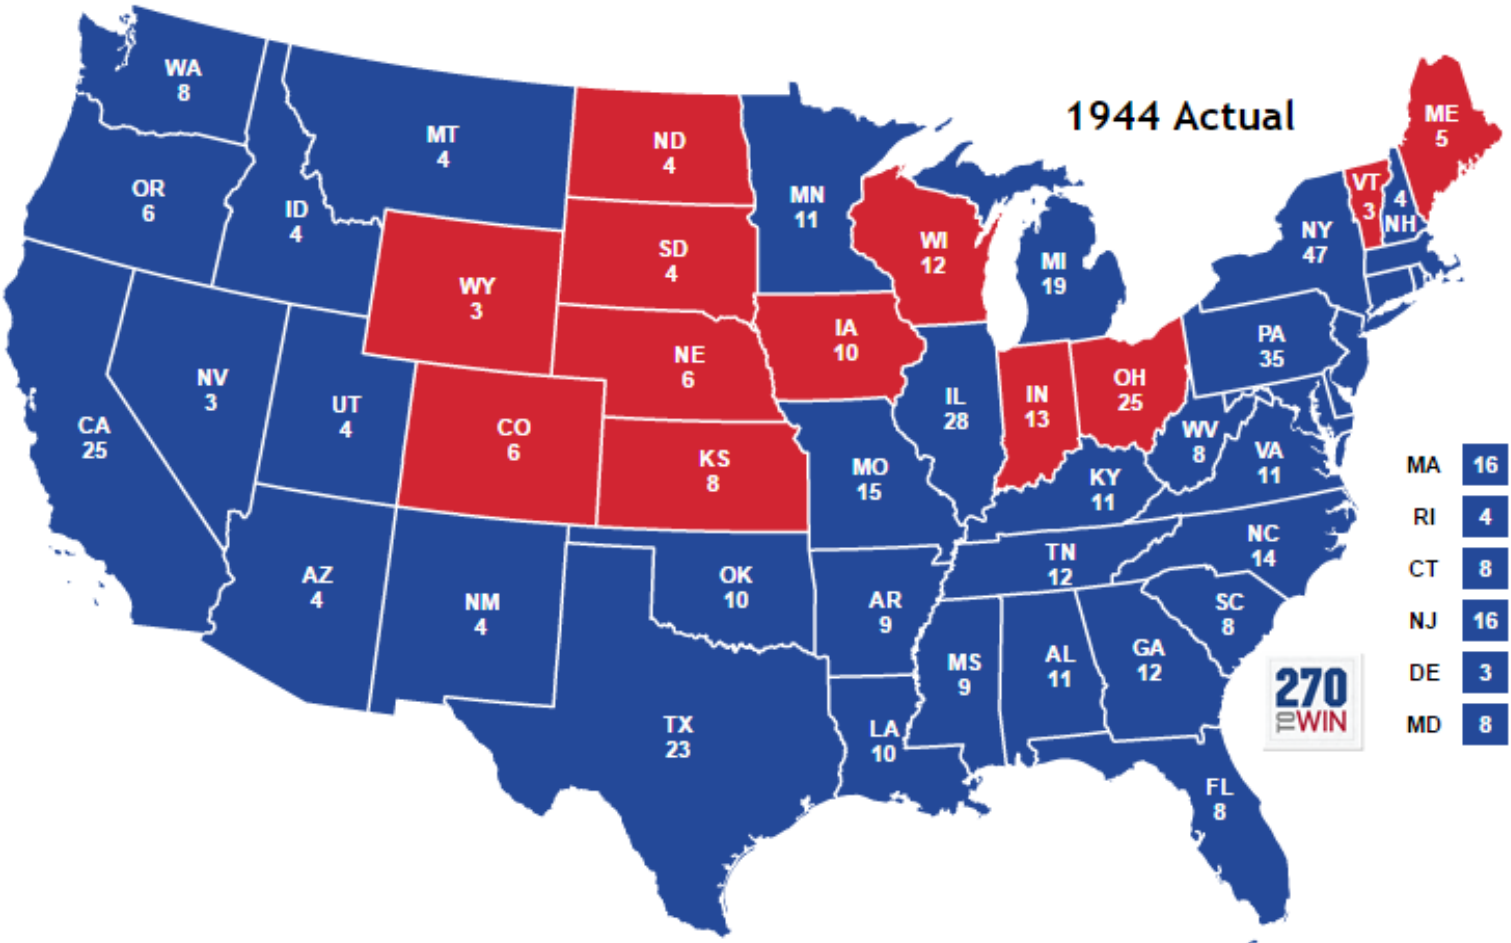 1944 Actual
WA
8
OR
6
CA
25
NV
3
ID
4
MT
4
WY
3
UT
4
AZ
4
CO
6
NM
4
ND
4
SD
4
NE
6
KS
8
OK
10
TX
23
MN
11
IA
10
MO
15
AR
9
LA
10
WI
12
IL
28
MI
19
IN
13
OH
25
KY
11
TN
12
MS
9
AL
11
GA
12
FL
8
SC
8
NC
14
VA
11
WV
8
PA
35
NY
47
VT
3
4
NH
ME
5
MA 16
RI 4
CT 8
NJ 16
DE 3
MD 8
270
TO WIN